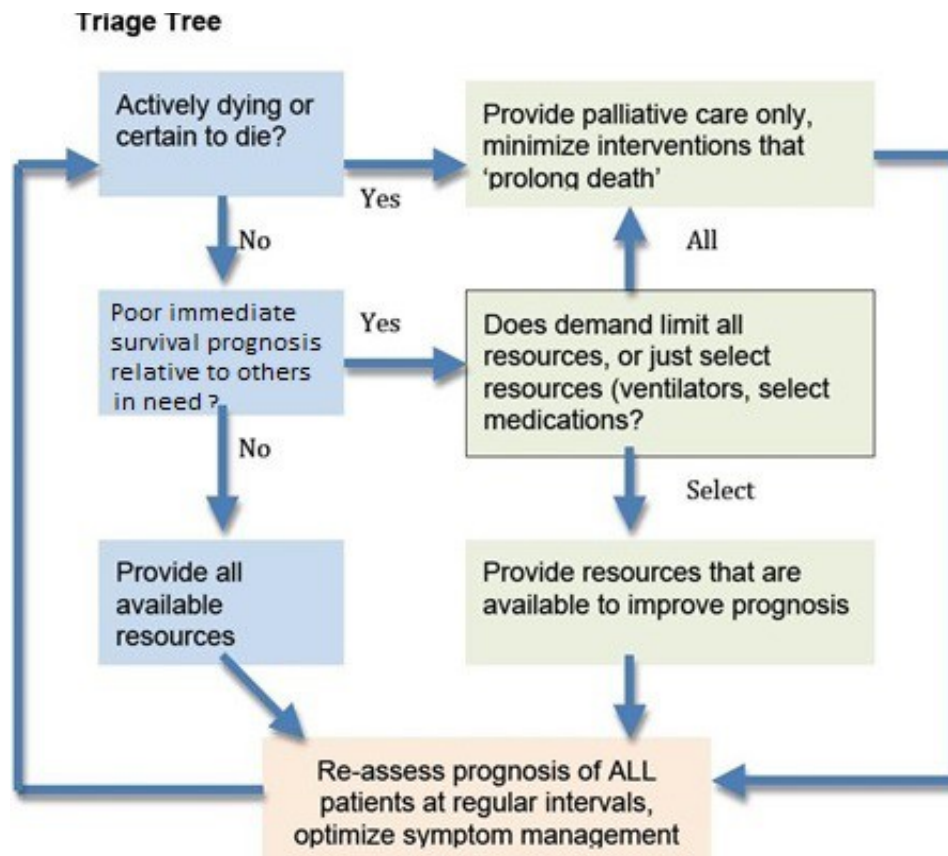 Triage Tree
Actively dying or
certain to die?
Yes
Provide palliative care only,
minimize interventions that
‘prolong death’
No
All
Poor immediate
survival prognosis
relative to others
in need ?
Yes
Does demand limit all
resources, or just select
resources (ventilators, select
medications?
No
Select
Provide all
available
resources
Provide resources that are
available to improve prognosis
Re-assess prognosis of ALL
patients at regular intervals,
optimize symptom management